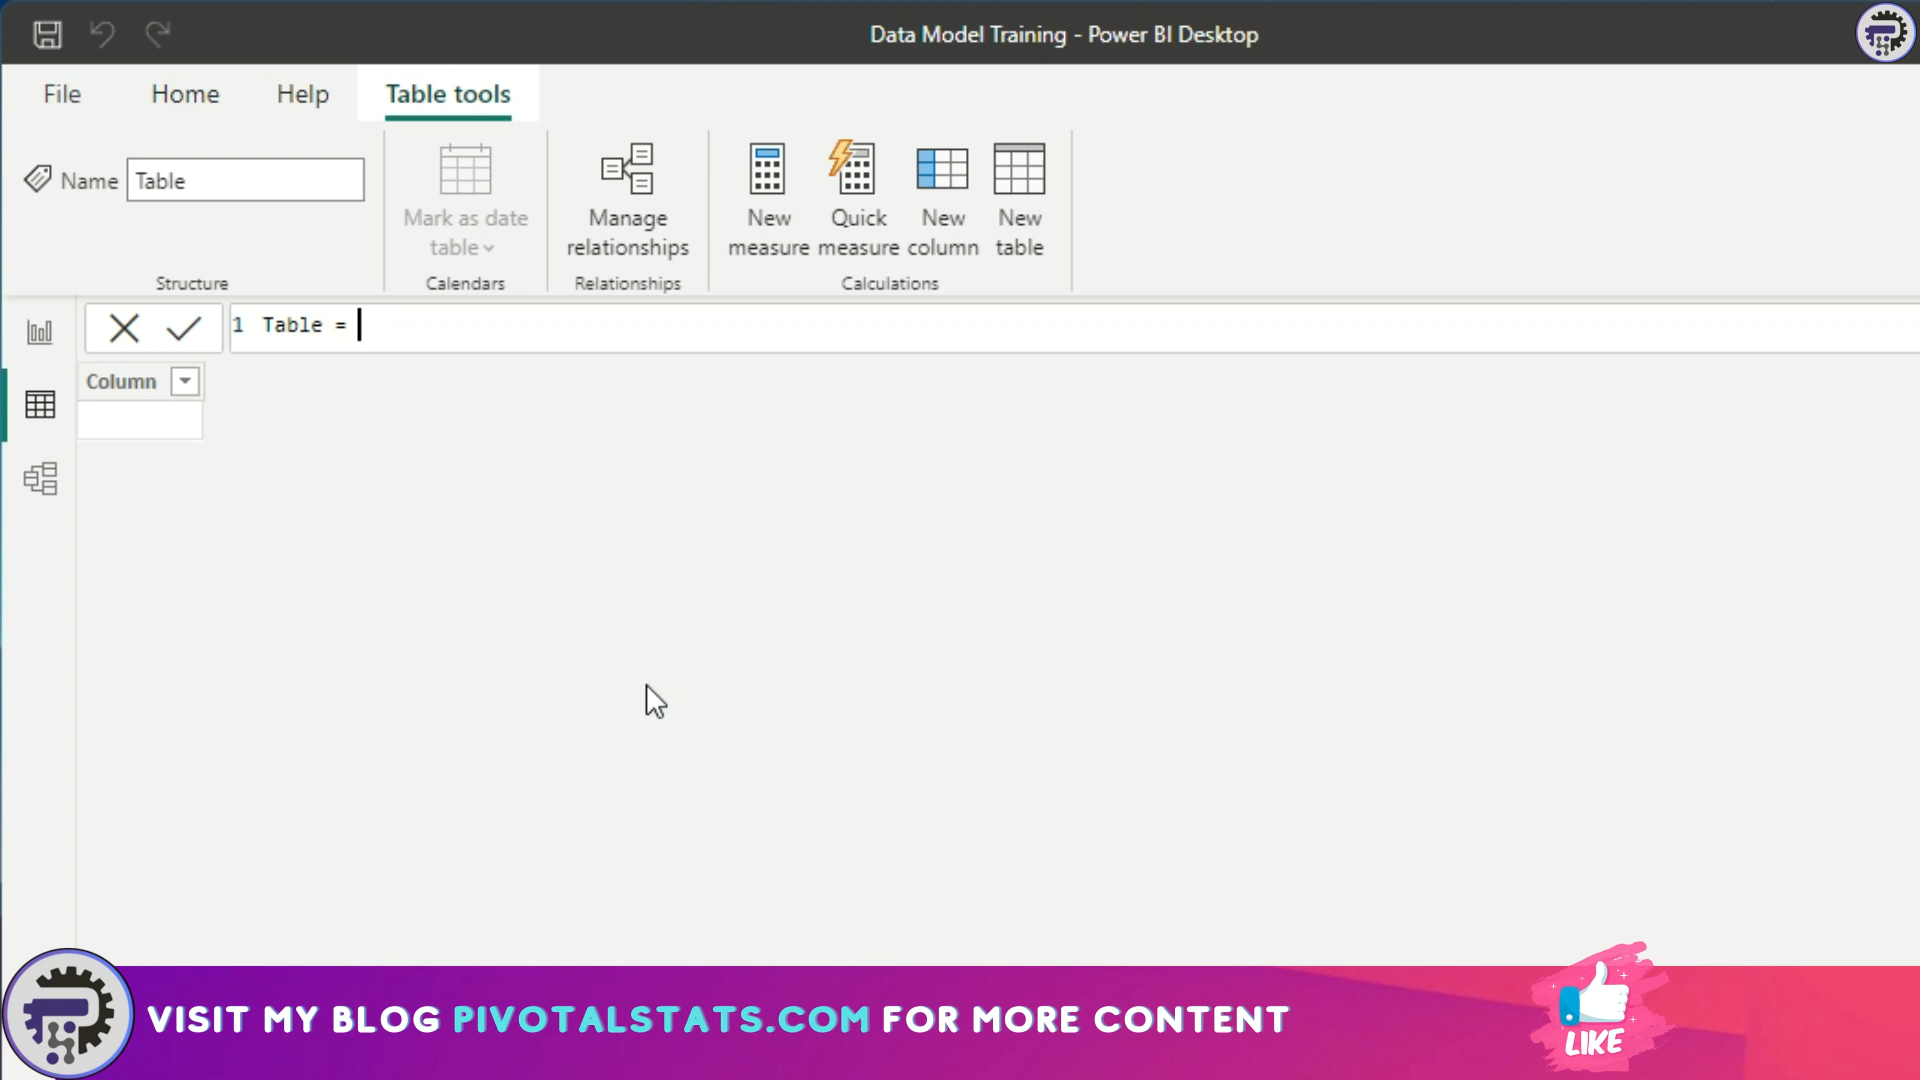 Data Model Training - Power BI Desktop
File Home Help Table tools
Name Table
Mark as date table
Manage relationships
New measure
Quick measure
New column
New table
Structure Calendars Relationships Calculations
1 Table =
Column
VISIT MY BLOG PIVOTALSTATS.COM FOR MORE CONTENT
LIKE